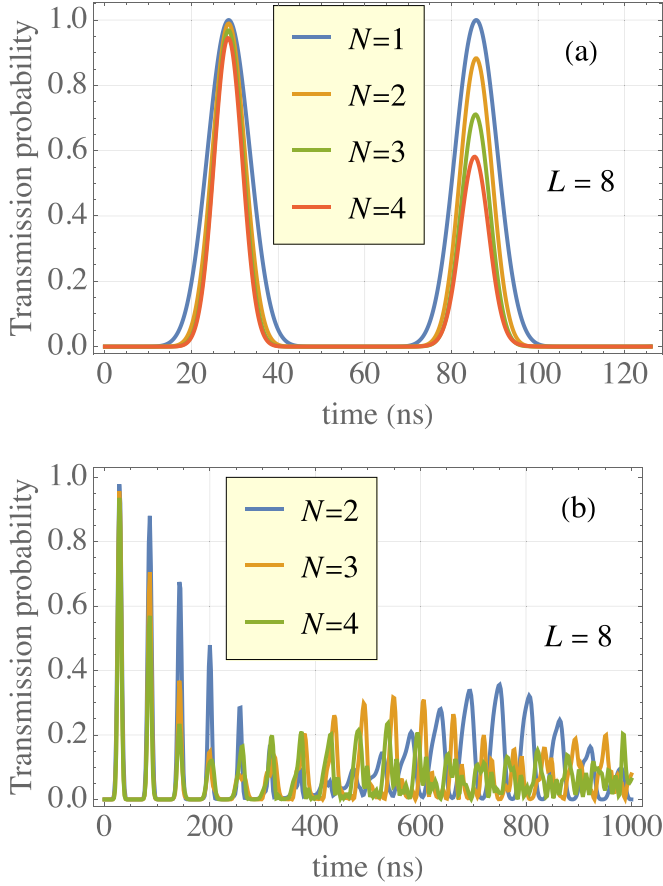 Transmission probability
1.0
0.8
0.6
0.4
0.2
0.0
N=1
N=2
N=3
N=4
(a)
L = 8
0 20 40 60 80 100 120
time (ns)
Transmission probability
1.0
0.8
0.6
0.4
0.2
0.0
N=2
N=3
N=4
(b)
L = 8
0 200 400 600 800 1000
time (ns)